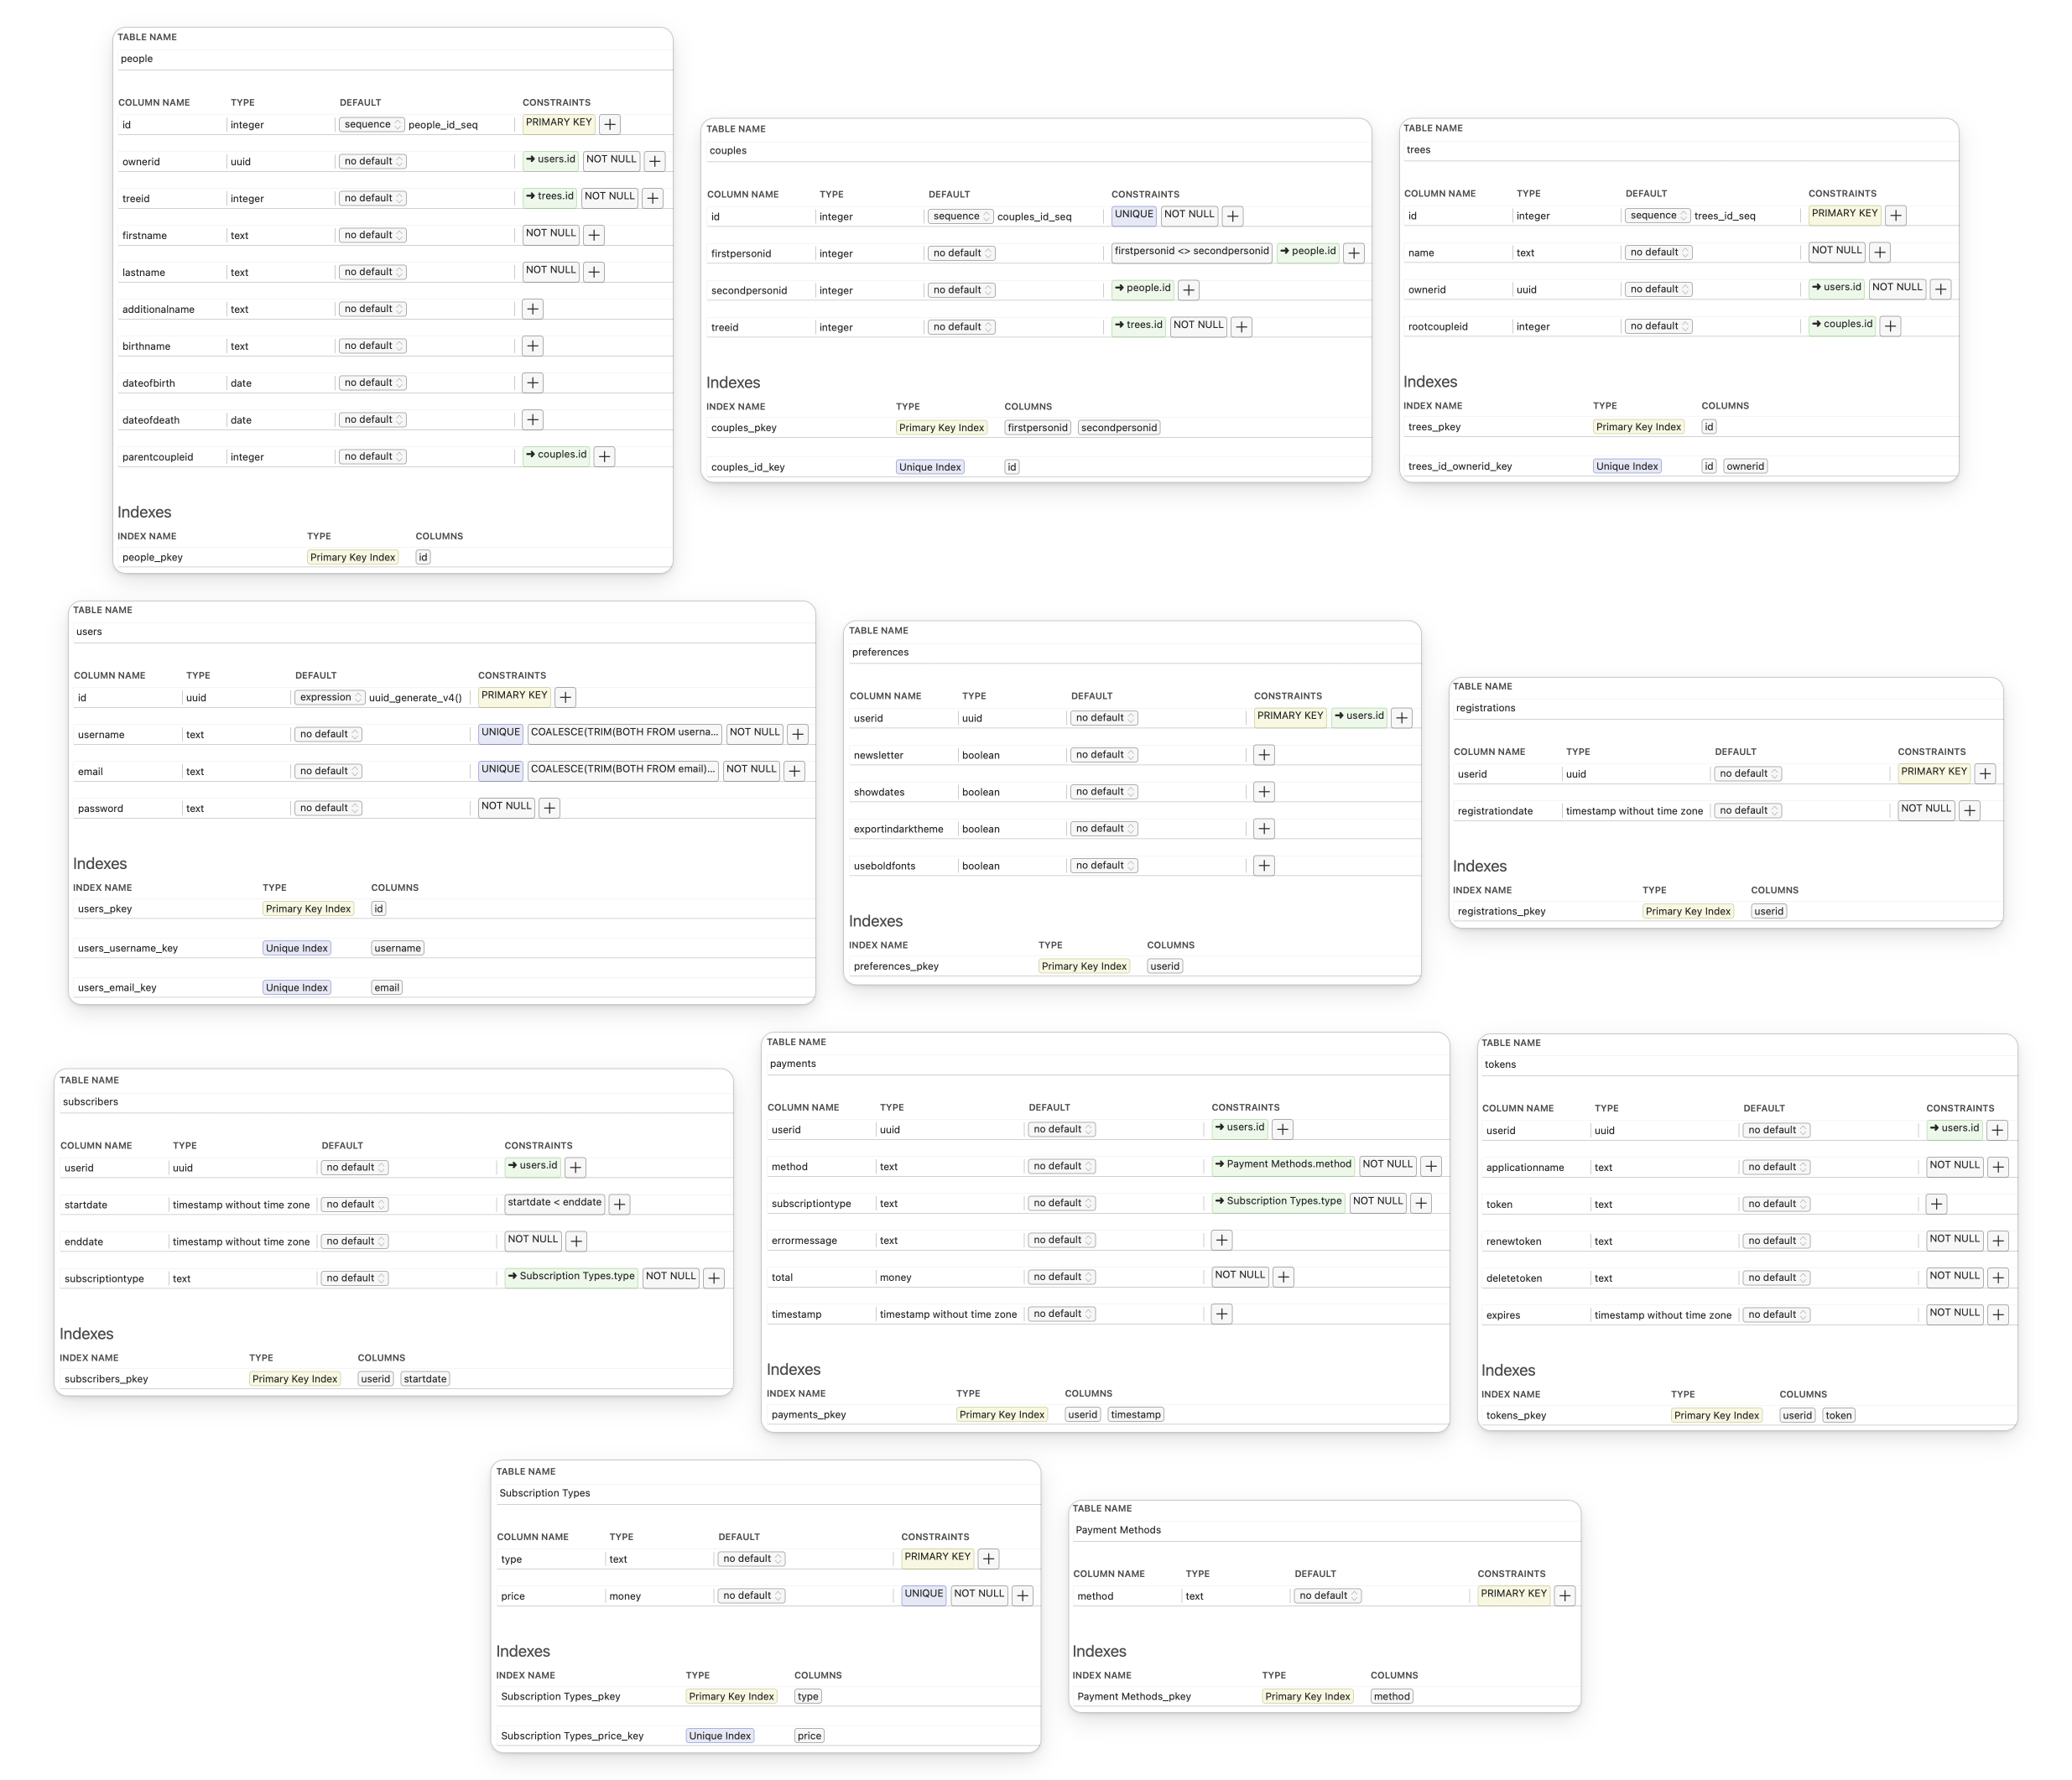 TABLE NAME
people
COLUMN NAME TYPE DEFAULT CONSTRAINTS
id integer sequence people_id_seq PRIMARY KEY +
ownerid uuid no default ➜ users.id NOT NULL +
treeid integer no default ➜ trees.id NOT NULL +
firstname text no default NOT NULL +
lastname text no default NOT NULL +
additionalname text no default +
birthname text no default +
dateofbirth date no default +
dateofdeath date no default +
parentcoupleid integer no default ➜ couples.id +
Indexes
INDEX NAME TYPE COLUMNS
people_pkey Primary Key Index id
TABLE NAME
couples
COLUMN NAME TYPE DEFAULT CONSTRAINTS
id integer sequence couples_id_seq UNIQUE NOT NULL +
firstpersonid integer no default firstpersonid <> secondpersonid ➜ people.id +
secondpersonid integer no default ➜ people.id +
treeid integer no default ➜ trees.id NOT NULL +
Indexes
INDEX NAME TYPE COLUMNS
couples_pkey Primary Key Index firstpersonid secondpersonid
couples_id_key Unique Index id
TABLE NAME
trees
COLUMN NAME TYPE DEFAULT CONSTRAINTS
id integer sequence trees_id_seq PRIMARY KEY +
name text no default NOT NULL +
ownerid uuid no default ➜ users.id NOT NULL +
rootcoupleid integer no default ➜ couples.id +
Indexes
INDEX NAME TYPE COLUMNS
trees_pkey Primary Key Index id
trees_id_ownerid_key Unique Index id ownerid
TABLE NAME
users
COLUMN NAME TYPE DEFAULT CONSTRAINTS
id uuid expression uuid_generate_v4() PRIMARY KEY +
username text no default UNIQUE COALESCE(TRIM(BOTH FROM userna... NOT NULL +
email text no default UNIQUE COALESCE(TRIM(BOTH FROM email)... NOT NULL +
password text no default NOT NULL +
Indexes
INDEX NAME TYPE COLUMNS
users_pkey Primary Key Index id
users_username_key Unique Index username
users_email_key Unique Index email
TABLE NAME
preferences
COLUMN NAME TYPE DEFAULT CONSTRAINTS
userid uuid no default PRIMARY KEY ➜ users.id +
newsletter boolean no default +
showdates boolean no default +
exportindarktheme boolean no default +
useboldfonts boolean no default +
Indexes
INDEX NAME TYPE COLUMNS
preferences_pkey Primary Key Index userid
TABLE NAME
registrations
COLUMN NAME TYPE DEFAULT CONSTRAINTS
userid uuid no default PRIMARY KEY +
registrationdate timestamp without time zone no default NOT NULL +
Indexes
INDEX NAME TYPE COLUMNS
registrations_pkey Primary Key Index userid
TABLE NAME
subscribers
COLUMN NAME TYPE DEFAULT CONSTRAINTS
userid uuid no default ➜ users.id +
startdate timestamp without time zone no default startdate < enddate +
enddate timestamp without time zone no default NOT NULL +
subscriptiontype text no default ➜ Subscription Types.type NOT NULL +
Indexes
INDEX NAME TYPE COLUMNS
subscribers_pkey Primary Key Index userid startdate
TABLE NAME
payments
COLUMN NAME TYPE DEFAULT CONSTRAINTS
userid uuid no default ➜ users.id +
method text no default ➜ Payment Methods.method NOT NULL +
subscriptiontype text no default ➜ Subscription Types.type NOT NULL +
errormessage text no default +
total money no default NOT NULL +
timestamp timestamp without time zone no default +
Indexes
INDEX NAME TYPE COLUMNS
payments_pkey Primary Key Index userid timestamp
TABLE NAME
tokens
COLUMN NAME TYPE DEFAULT CONSTRAINTS
userid uuid no default ➜ users.id +
applicationname text no default NOT NULL +
token text no default +
renewtoken text no default NOT NULL +
deletetoken text no default NOT NULL +
expires timestamp without time zone no default NOT NULL +
Indexes
INDEX NAME TYPE COLUMNS
tokens_pkey Primary Key Index userid token
TABLE NAME
Subscription Types
COLUMN NAME TYPE DEFAULT CONSTRAINTS
type text no default PRIMARY KEY +
price money no default UNIQUE NOT NULL +
Indexes
INDEX NAME TYPE COLUMNS
Subscription Types_pkey Primary Key Index type
Subscription Types_price_key Unique Index price
TABLE NAME
Payment Methods
COLUMN NAME TYPE DEFAULT CONSTRAINTS
method text no default PRIMARY KEY +
Indexes
INDEX NAME TYPE COLUMNS
Payment Methods_pkey Primary Key Index method